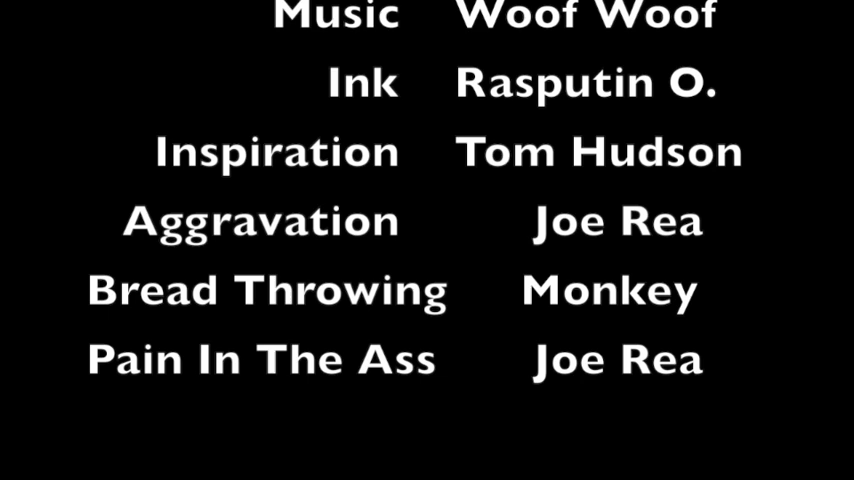 Music Woof Woof
Ink Rasputin O.
Inspiration Tom Hudson
Aggravation Joe Rea
Bread Throwing Monkey
Pain In The Ass Joe Rea